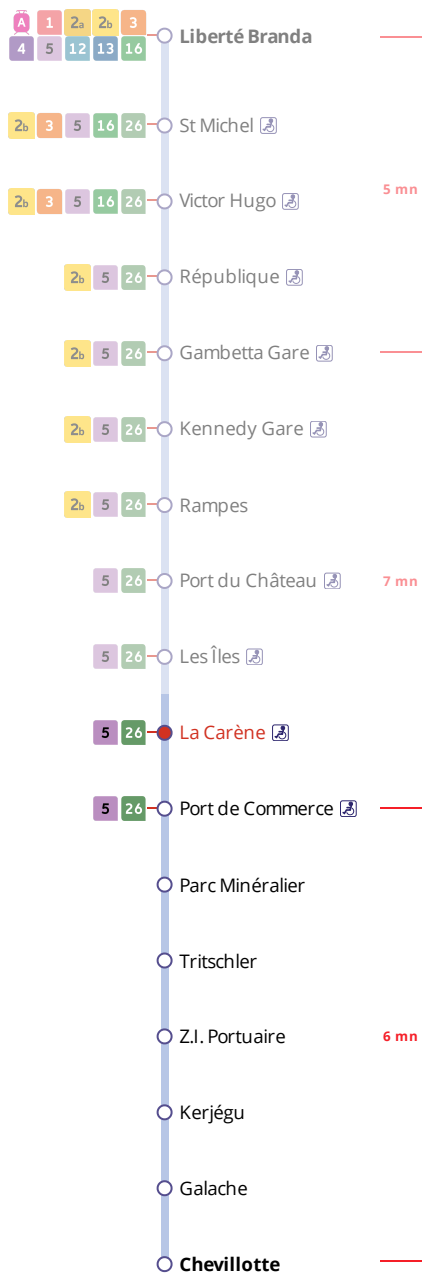 A 1 2a 2b 3
Liberté Branda
4 5 12 13 16
2b 3 5 16 26 St Michel
5 mn
2b 3 5 16 26 Victor Hugo
2b 5 26 République
2b 5 26 Gambetta Gare
2b 5 26 Kennedy Gare
2b 5 26 Rampes
5 26 Port du Château 7 mn
5 26 Les Îles
5 26 La Carène
5 26 Port de Commerce
Parc Minéralier
Tritschler
Z.I. Portuaire 6 mn
Kerjégu
Galache
Chevillotte